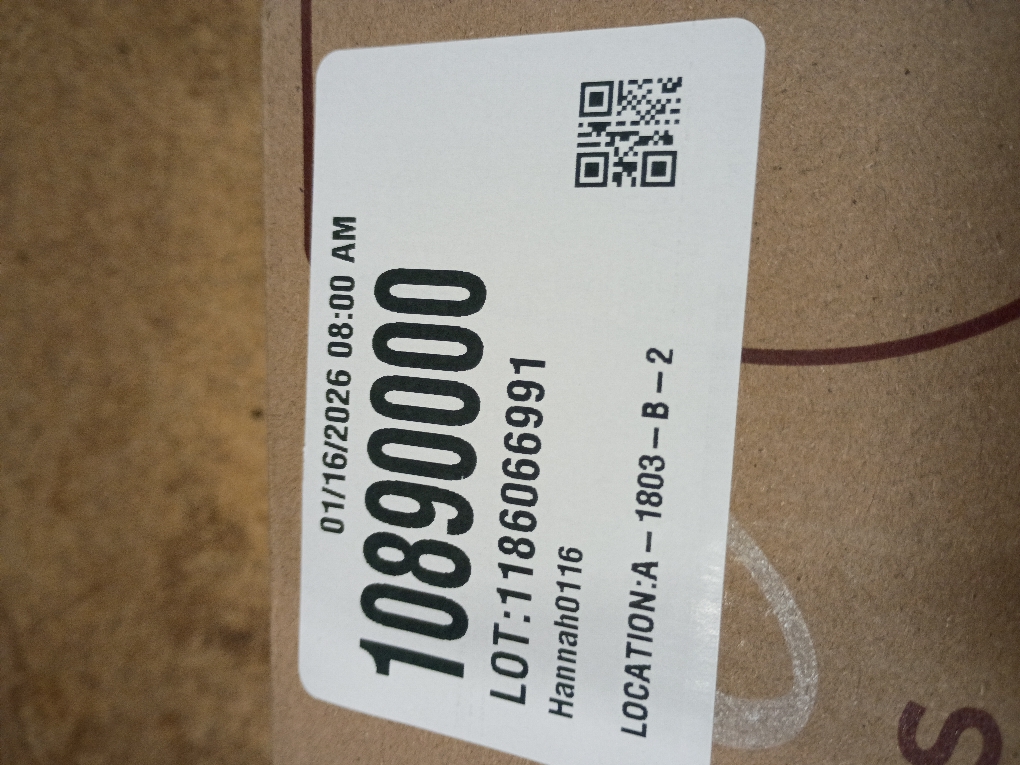 01/16/2026 08:00 AM
10890000
LOT:1186066991
Hannah0116
LOCATION:A-1803-B-2
S